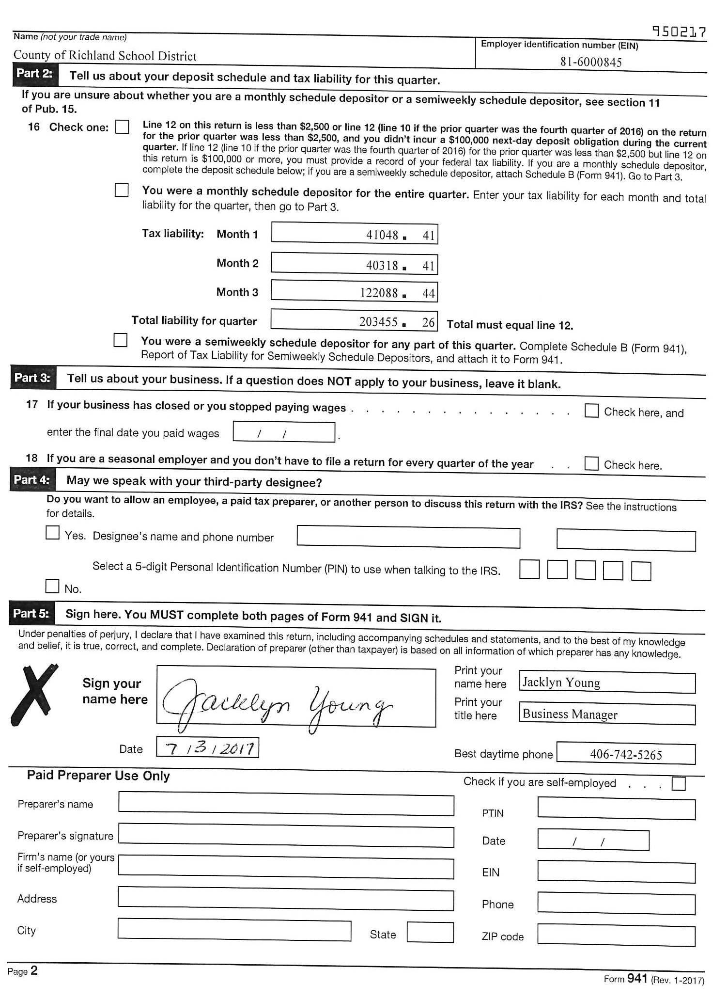 950217
Name (not your trade name)
Employer identification number (EIN)
County of Richland School District
81-6000845
Part 2: Tell us about your deposit schedule and tax liability for this quarter.
If you are unsure about whether you are a monthly schedule depositor or a semiweekly schedule depositor, see section 11
of Pub. 15.
16 Check one: Line 12 on this return is less than $2,500 or line 12 (line 10 if the prior quarter was the fourth quarter of 2016) on the return
for the prior quarter was less than $2,500, and you didn't incur a $100,000 next-day deposit obligation during the current
quarter. If line 12 (line 10 if the prior quarter was the fourth quarter of 2016) for the prior quarter was less than $2,500 but line 12 on
this return is $100,000 or more, you must provide a record of your federal tax liability. If you are a monthly schedule depositor,
complete the deposit schedule below; if you are a semiweekly schedule depositor, attach Schedule B (Form 941). Go to Part 3.
You were a monthly schedule depositor for the entire quarter. Enter your tax liability for each month and total
liability for the quarter, then go to Part 3.
Tax liability: Month 1 41048 . 41
Month 2 40318 . 41
Month 3 122088 . 44
Total liability for quarter 203455 . 26 Total must equal line 12.
You were a semiweekly schedule depositor for any part of this quarter. Complete Schedule B (Form 941),
Report of Tax Liability for Semiweekly Schedule Depositors, and attach it to Form 941.
Part 3: Tell us about your business. If a question does NOT apply to your business, leave it blank.
17 If your business has closed or you stopped paying wages . . . . . . . . . . . . . . . Check here, and
enter the final date you paid wages / / .
18 If you are a seasonal employer and you don't have to file a return for every quarter of the year . . Check here.
Part 4: May we speak with your third-party designee?
Do you want to allow an employee, a paid tax preparer, or another person to discuss this return with the IRS? See the instructions
for details.
Yes. Designee's name and phone number
Select a 5-digit Personal Identification Number (PIN) to use when talking to the IRS.
No.
Part 5: Sign here. You MUST complete both pages of Form 941 and SIGN it.
Under penalties of perjury, I declare that I have examined this return, including accompanying schedules and statements, and to the best of my knowledge
and belief, it is true, correct, and complete. Declaration of preparer (other than taxpayer) is based on all information of which preparer has any knowledge.
X
Sign your
name here
Jacklyn Young
Print your
name here
Jacklyn Young
Print your
title here
Business Manager
Date 7 / 3 / 2017
Best daytime phone 406-742-5265
Paid Preparer Use Only
Check if you are self-employed . . .
Preparer's name
PTIN
Preparer's signature
Date / /
Firm's name (or yours
if self-employed)
EIN
Address
Phone
City
State
ZIP code
Page 2
Form 941 (Rev. 1-2017)